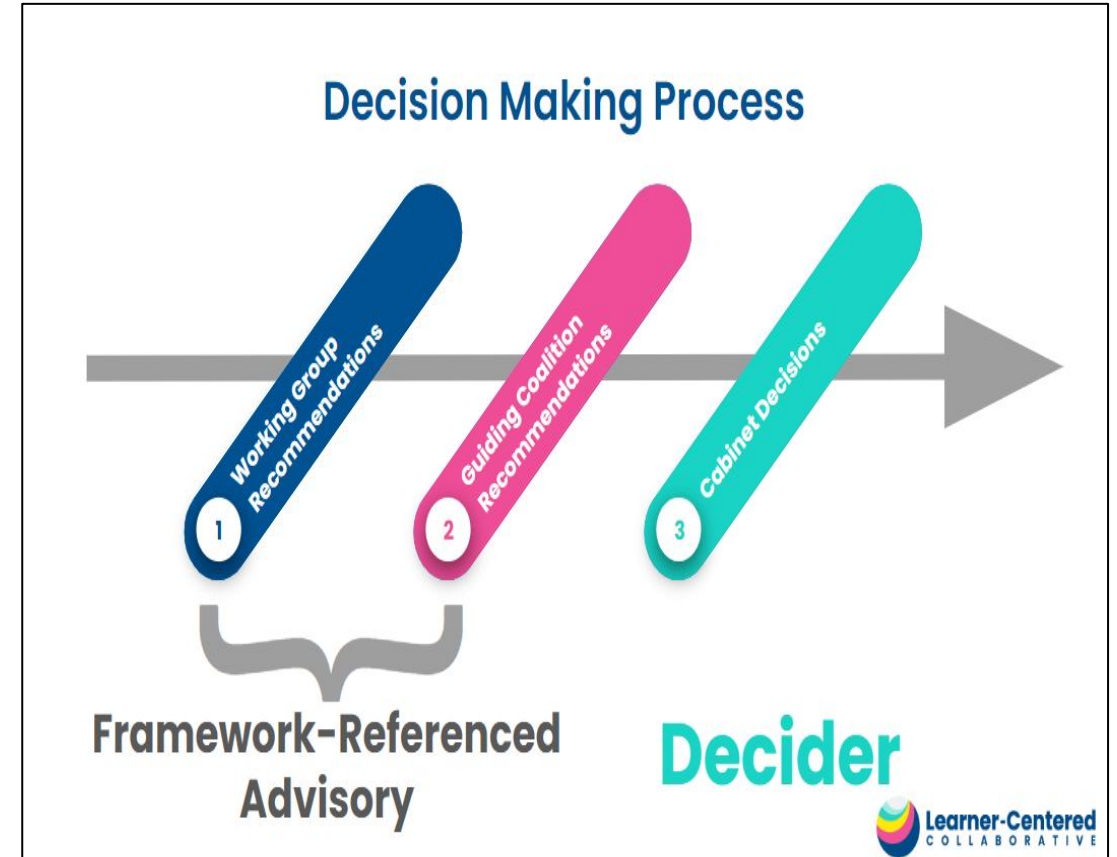 Decision Making Process
Working Group
Recommendations
1
Guiding Coalition
Recommendations
2
Cabinet Decisions
3
Framework-Referenced
Advisory
Decider
Learner-Centered
COLLABORATIVE